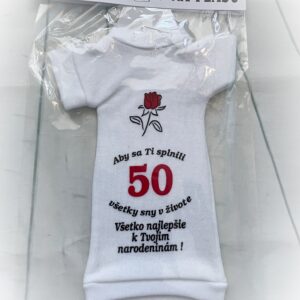 Aby sa Ti splnili
50
všetky sny v živote
Všetko najlepšie
k Tvojim
narodeninám !